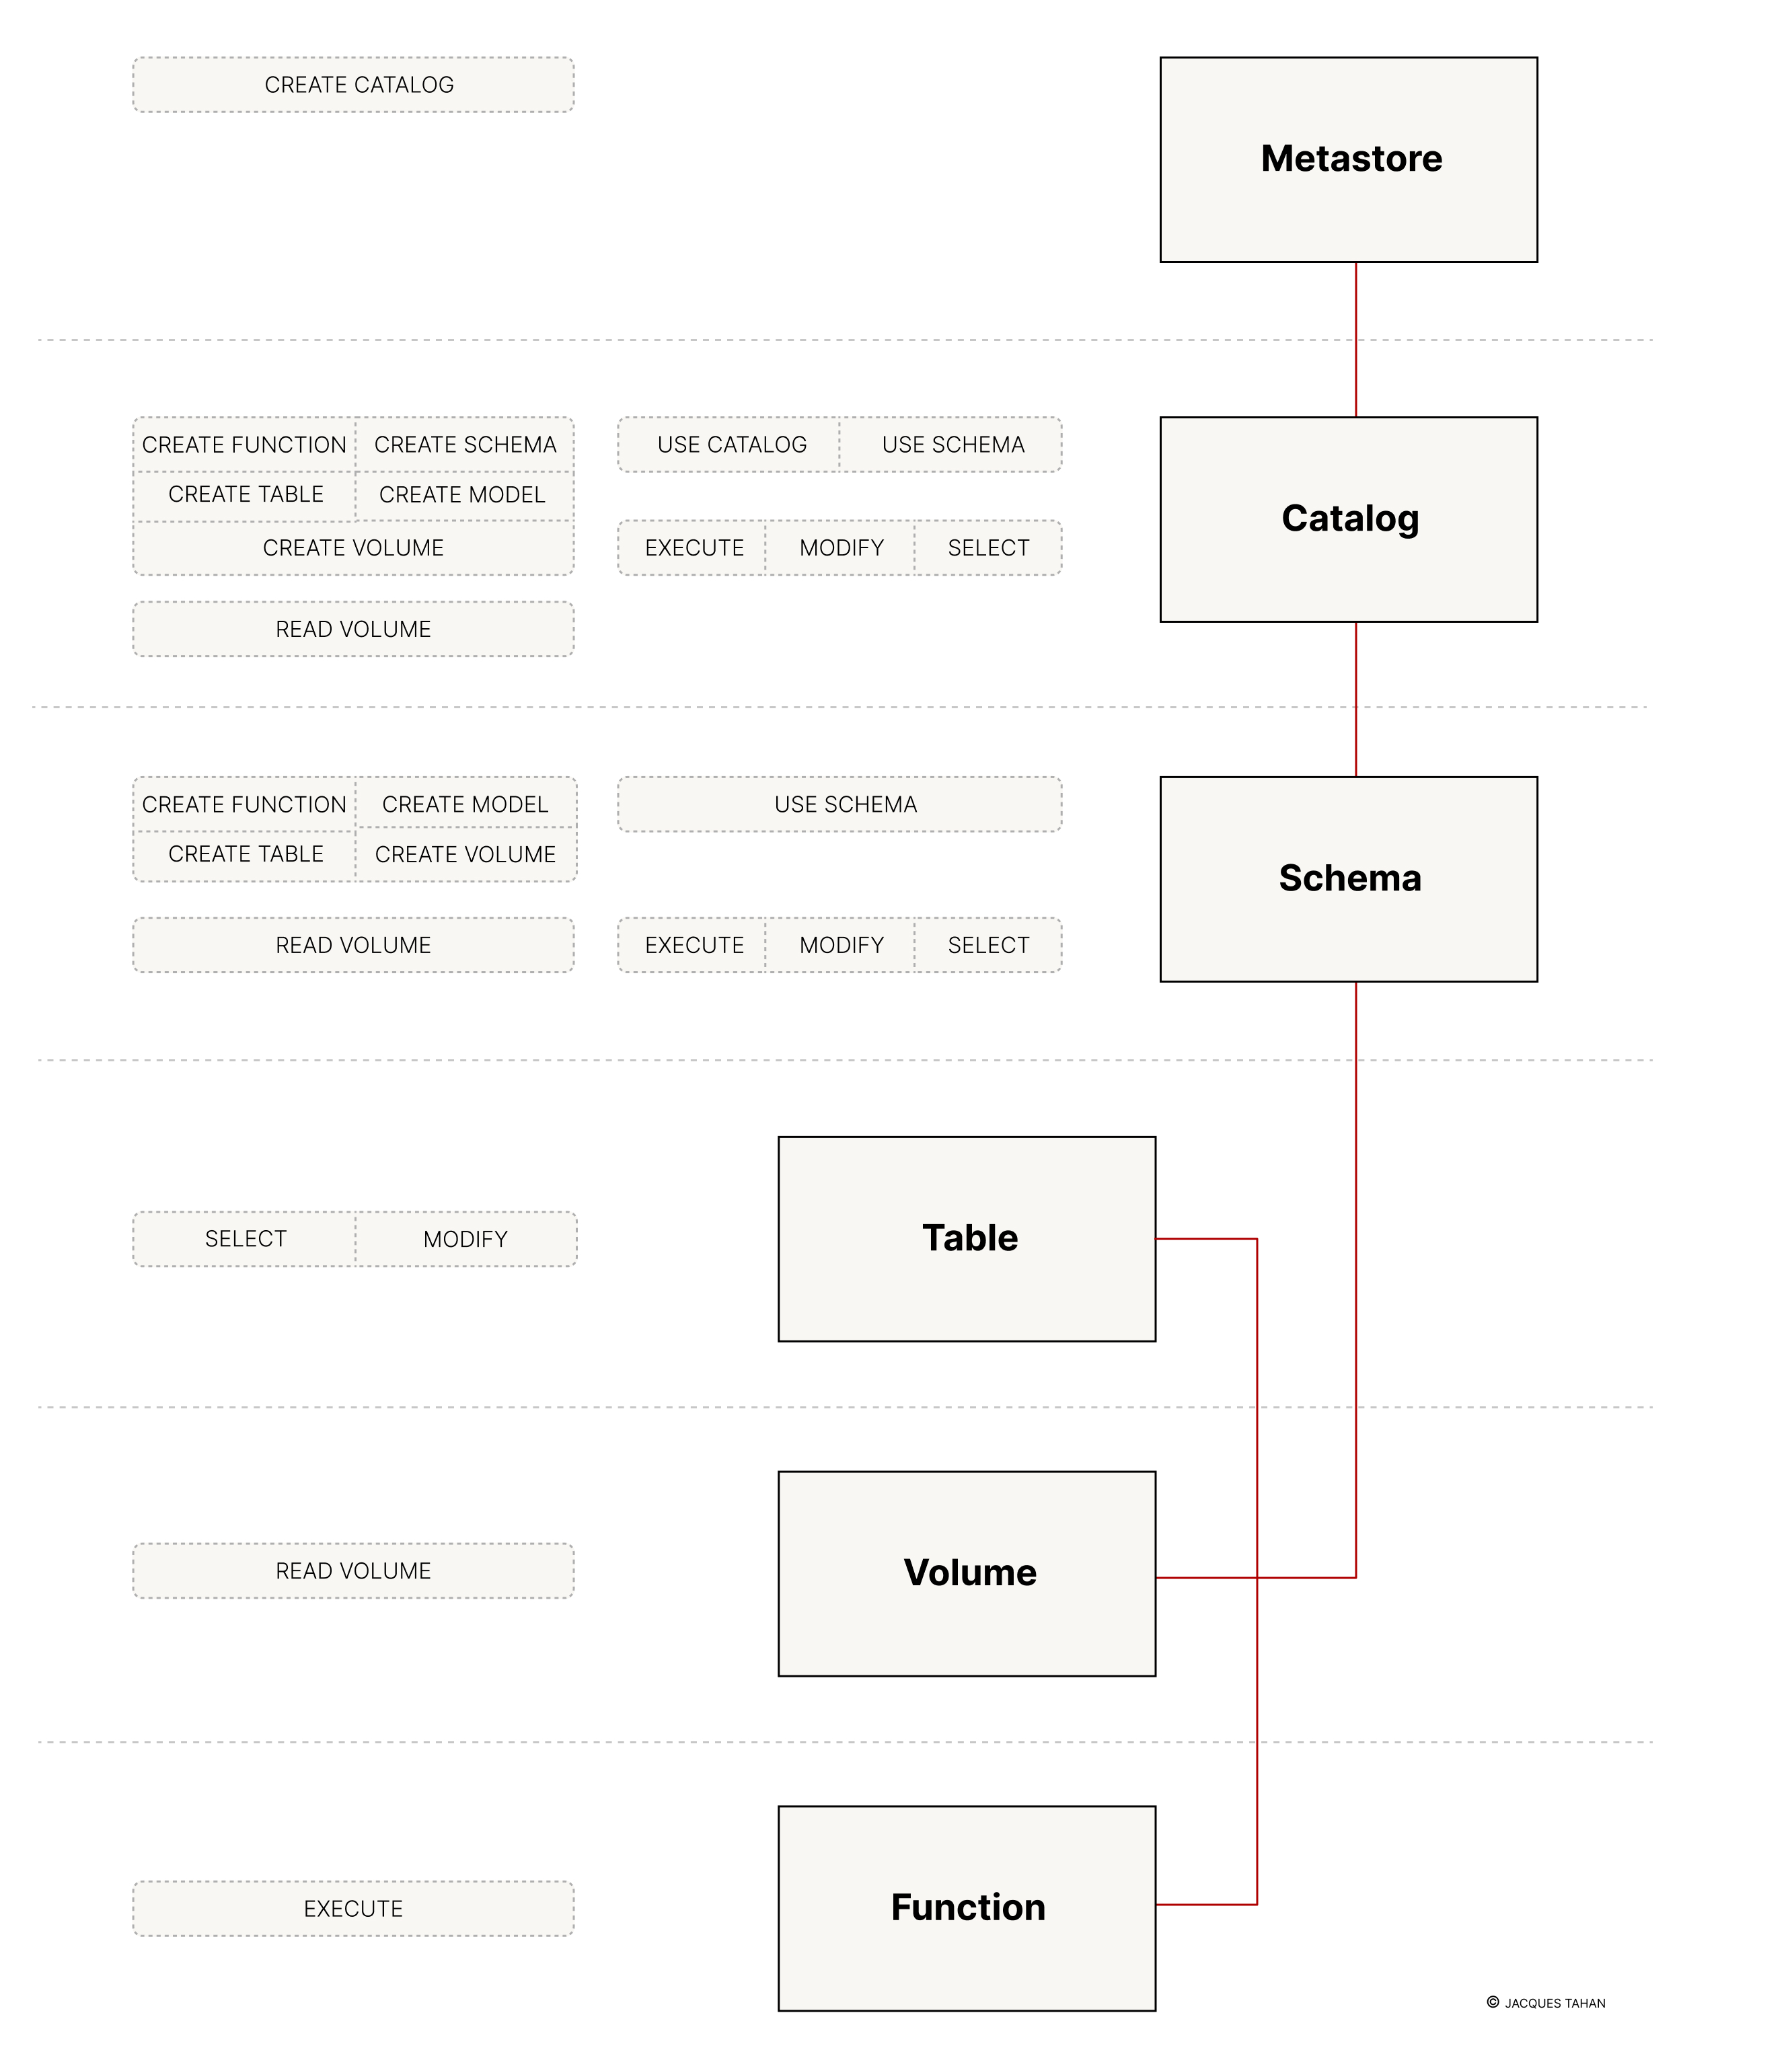 CREATE CATALOG
Metastore
CREATE FUNCTION CREATE SCHEMA
CREATE TABLE CREATE MODEL
CREATE VOLUME
READ VOLUME
USE CATALOG USE SCHEMA
EXECUTE MODIFY SELECT
Catalog
CREATE FUNCTION CREATE MODEL
CREATE TABLE CREATE VOLUME
READ VOLUME
USE SCHEMA
EXECUTE MODIFY SELECT
Schema
SELECT MODIFY
Table
READ VOLUME
Volume
EXECUTE
Function
© JACQUES TAHAN